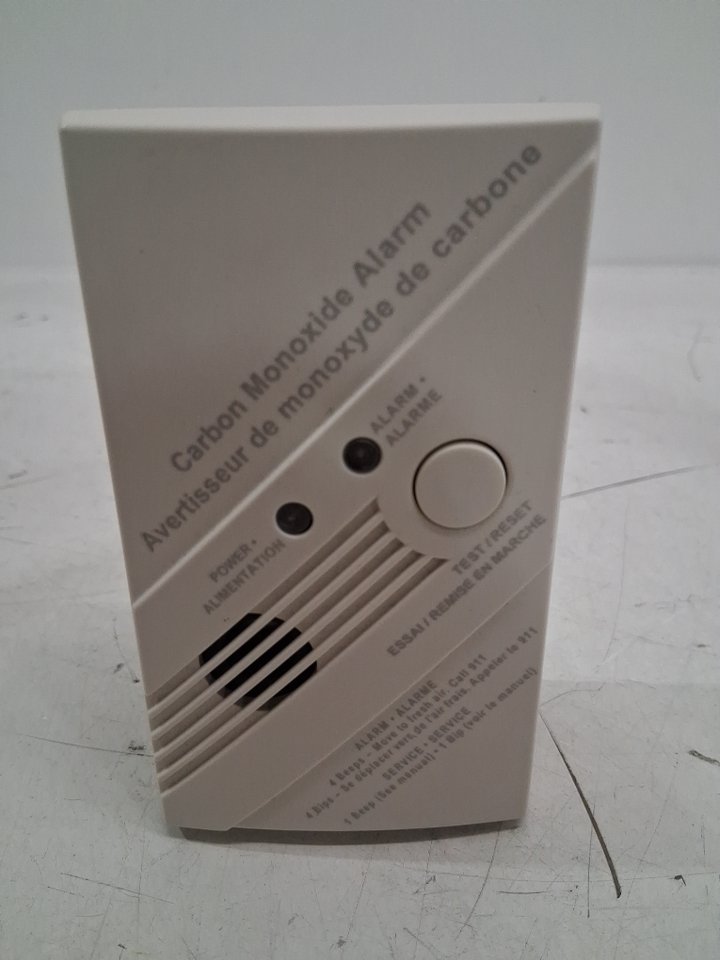 Carbon Monoxide Alarm
Avertisseur de monoxyde de carbone
ALARM •
ALARME
POWER •
ALIMENTATION
TEST / RESET
ESSAI / REMISE EN MARCHE
ALARM • ALARME
4 Beeps – Move to fresh air. Call 911
4 Bips – Se déplacer vers de l'air frais. Appeler le 911
SERVICE • SERVICE
1 Beep (See manual) • 1 Bip (voir le manuel)